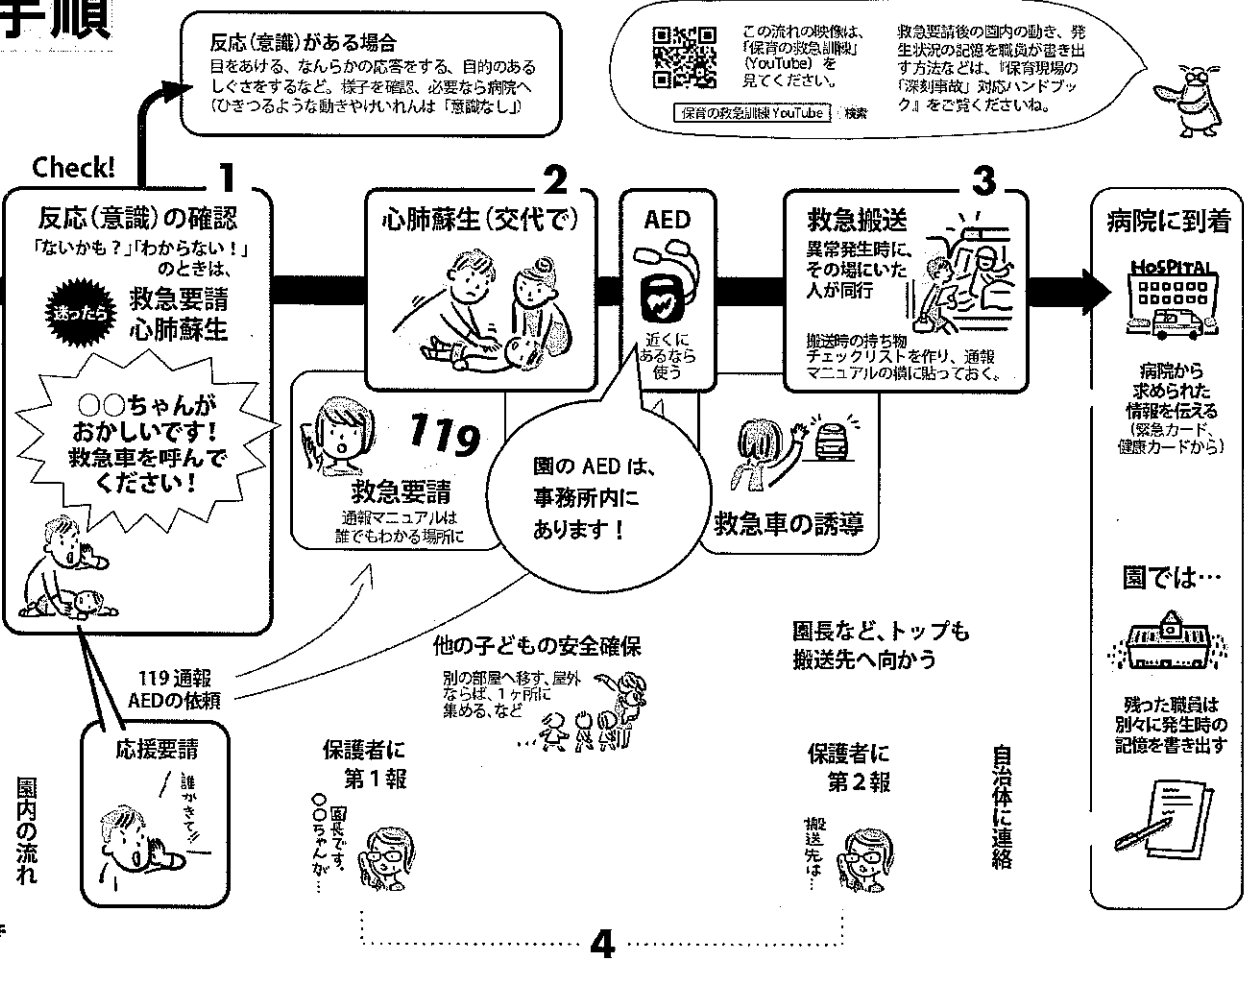 手順
反応(意識)がある場合
目をあける、なんらかの応答をする、目的のある
しぐさをするなど。様子を確認、必要なら病院へ
(ひきつるような動きやけいれんは「意識なし」)
この流れの映像は、
「保育の救急訓練」
(YouTube)を
見てください。
保育の救急訓練 YouTube 検索
救急要請後の園内の動き、発
生状況の記憶を職員が書き出
す方法などは、『保育現場の
「深刻事故」対応ハンドブッ
ク』をご覧くださいね。
Check!
1
反応(意識)の確認
「ないかも?」「わからない!」
のときは、
迷ったら
救急要請
心肺蘇生
○○ちゃんが
おかしいです!
救急車を呼んで
ください!
2
心肺蘇生(交代で)
AED
近くに
あるなら
使う
3
救急搬送
異常発生時に、
その場にいた
人が同行
搬送時の持ち物
チェックリストを作り、通報
マニュアルの横に貼っておく。
病院に到着
HOSPITAL
病院から
求められた
情報を伝える
(緊急カード、
健康カードから)
119
救急要請
通報マニュアルは
誰でもわかる場所に
園の AED は、
事務所内に
あります!
救急車の誘導
園では…
残った職員は
別々に発生時の
記憶を書き出す
119 通報
AEDの依頼
他の子どもの安全確保
別の部屋へ移す、屋外
ならば、1ヶ所に
集める、など
園長など、トップも
搬送先へ向かう
応援要請
誰かきて!!
園内の流れ
保護者に
第1報
園長です。
○○ちゃんが…
保護者に
第2報
搬送先は…
自治体に連絡
4